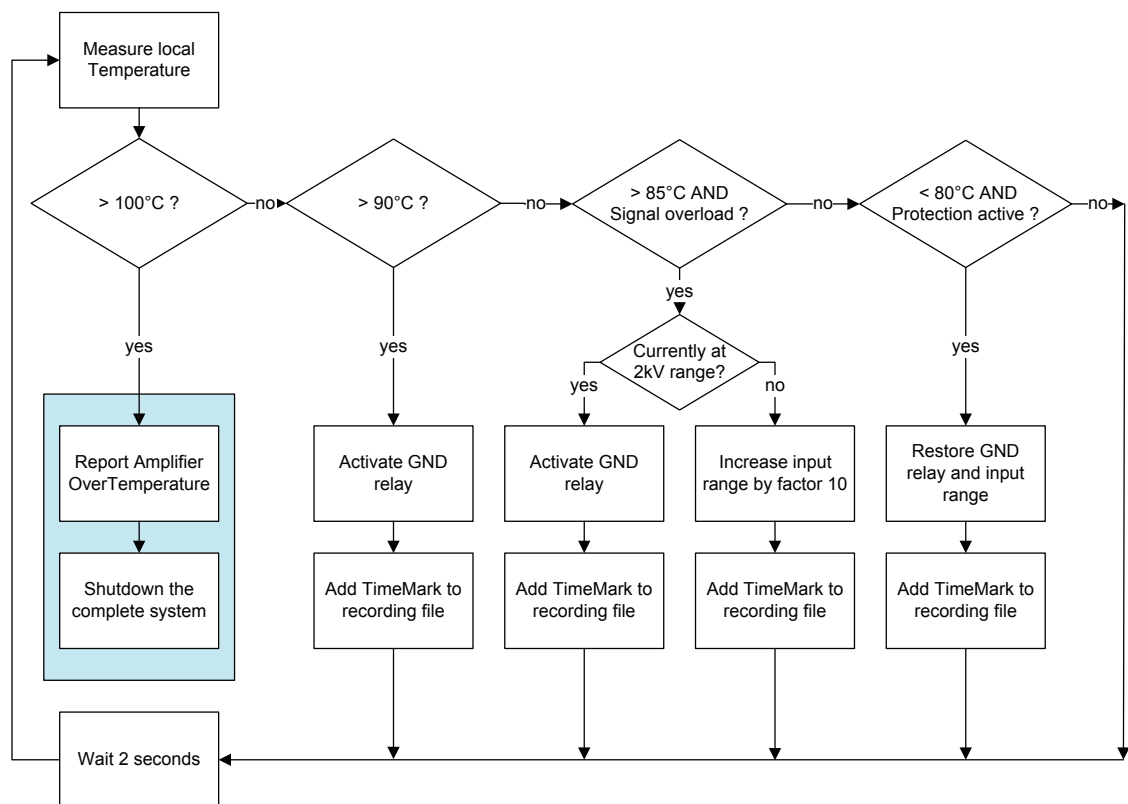 Measure local
Temperature
> 100°C ?
no
> 90°C ?
no
> 85°C AND
Signal overload ?
no
< 80°C AND
Protection active ?
no
yes
yes
yes
yes
Currently at
2kV range?
yes
no
Report Amplifier
OverTemperature
Activate GND
relay
Activate GND
relay
Increase input
range by factor 10
Restore GND
relay and input
range
Shutdown the
complete system
Add TimeMark to
recording file
Add TimeMark to
recording file
Add TimeMark to
recording file
Add TimeMark to
recording file
Wait 2 seconds